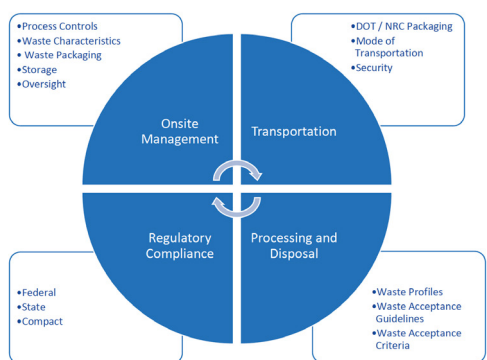 •Process Controls
•Waste Characteristics
• Waste Packaging
•Storage
•Oversight
•DOT / NRC Packaging
•Mode of
Transportation
•Security
Onsite
Management
Transportation
Regulatory
Compliance
Processing and
Disposal
•Federal
•State
•Compact
•Waste Profiles
•Waste Acceptance
Guidelines
•Waste Acceptance
Criteria